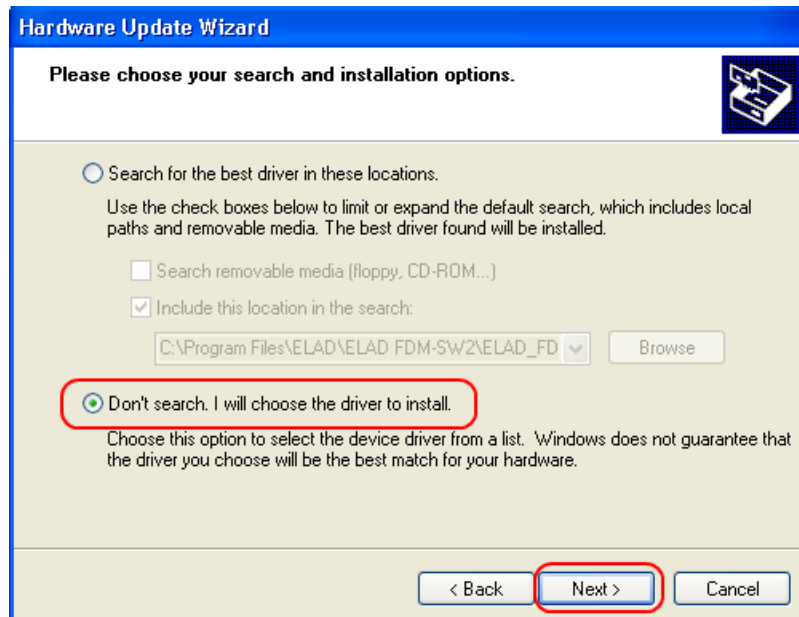 Hardware Update Wizard
Please choose your search and installation options.
Search for the best driver in these locations.
Use the check boxes below to limit or expand the default search, which includes local
paths and removable media. The best driver found will be installed.
Search removable media (floppy, CD-ROM...)
Include this location in the search:
C:\Program Files\ELAD\ELAD FDM-SW2\ELAD_FD
Browse
Don't search. I will choose the driver to install.
Choose this option to select the device driver from a list. Windows does not guarantee that
the driver you choose will be the best match for your hardware.
< Back
Next >
Cancel